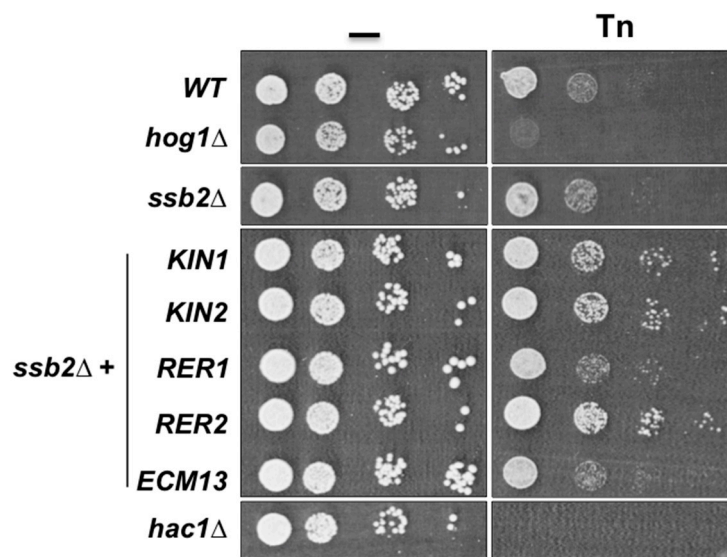 – Tn
WT
hog1Δ
ssb2Δ
KIN1
KIN2
ssb2Δ + RER1
RER2
ECM13
hac1Δ